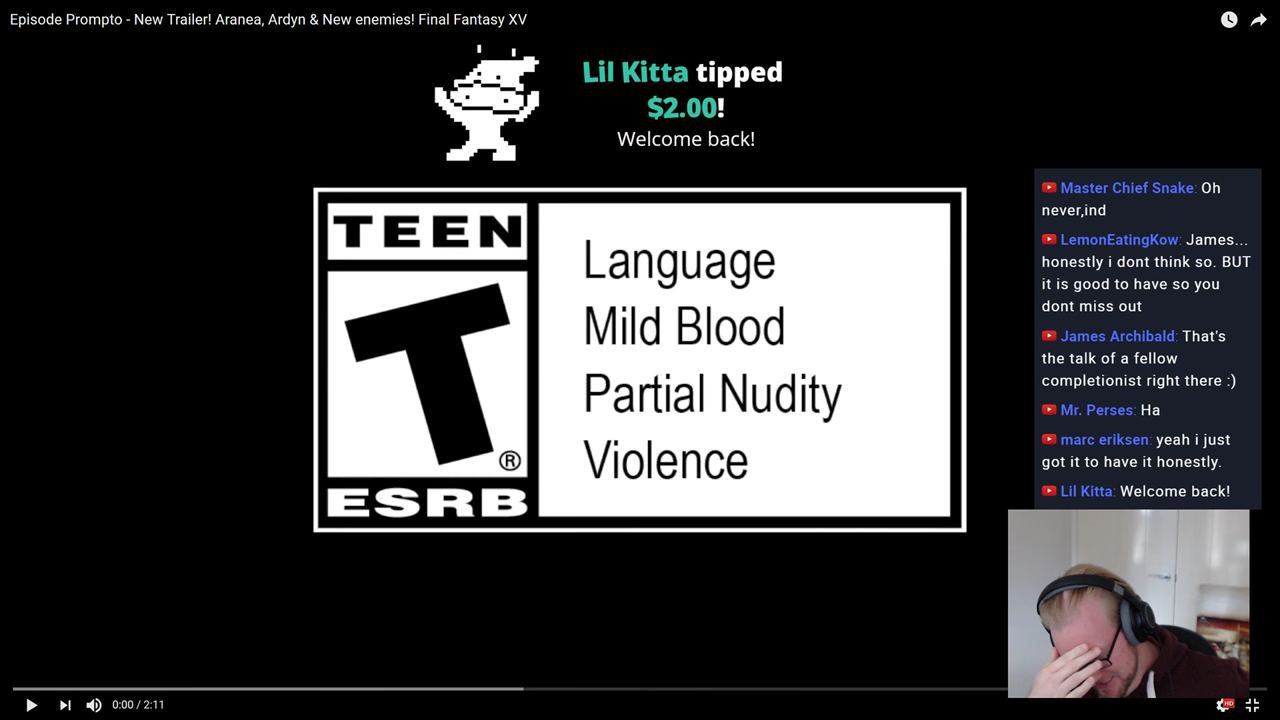 Episode Prompto - New Trailer! Aranea, Ardyn & New enemies! Final Fantasy XV
Lil Kitta tipped
$2.00!
Welcome back!
TEEN
T
®
ESRB
Language
Mild Blood
Partial Nudity
Violence
Master Chief Snake: Oh
never,ind
LemonEatingKow: James...
honestly i dont think so. BUT
it is good to have so you
dont miss out
James Archibald: That's
the talk of a fellow
completionist right there :)
Mr. Perses: Ha
marc eriksen: yeah i just
got it to have it honestly.
Lil Kitta: Welcome back!
0:00 / 2:11
HD